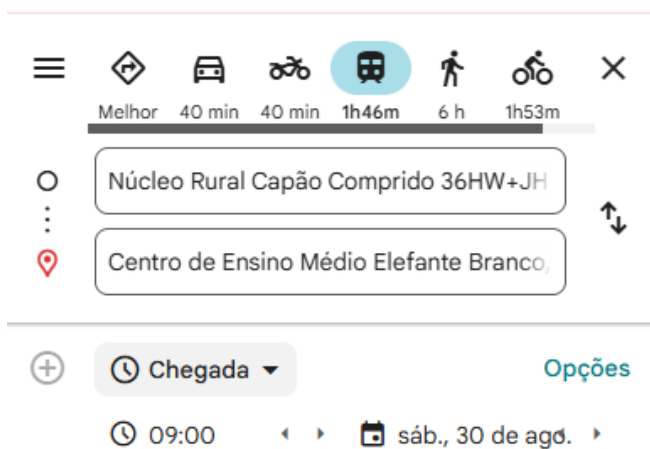 Melhor 40 min 40 min 1h46m 6 h 1h53m
Núcleo Rural Capão Comprido 36HW+JH
Centro de Ensino Médio Elefante Branco,
Chegada Opções
09:00 sáb., 30 de ago.